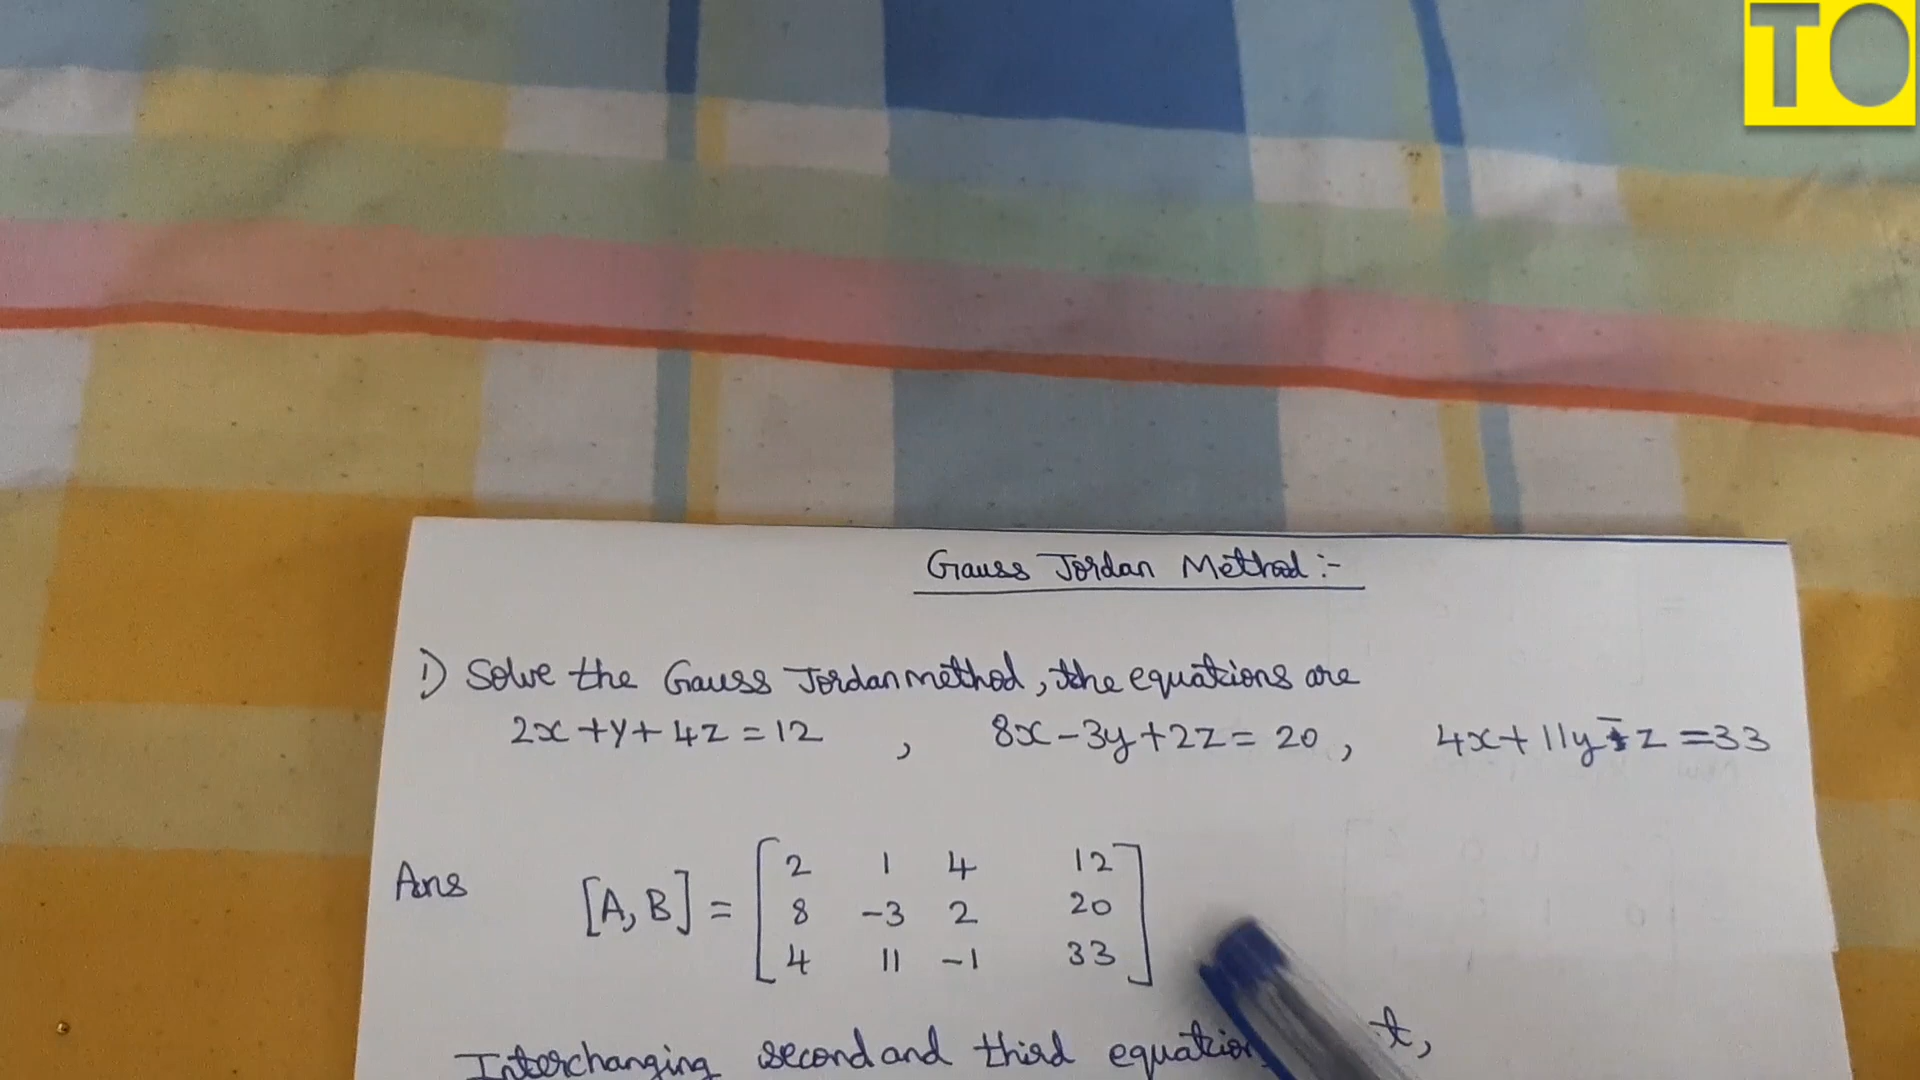 TO
Gauss Jordan Method :-
1) Solve the Gauss Jordan method, the equations are
2x + y + 4z = 12 , 8x - 3y + 2z = 20 , 4x + 11y - z = 33
Ans [A, B] = [ 2 1 4 12
8 -3 2 20
4 11 -1 33 ]
Interchanging second and third